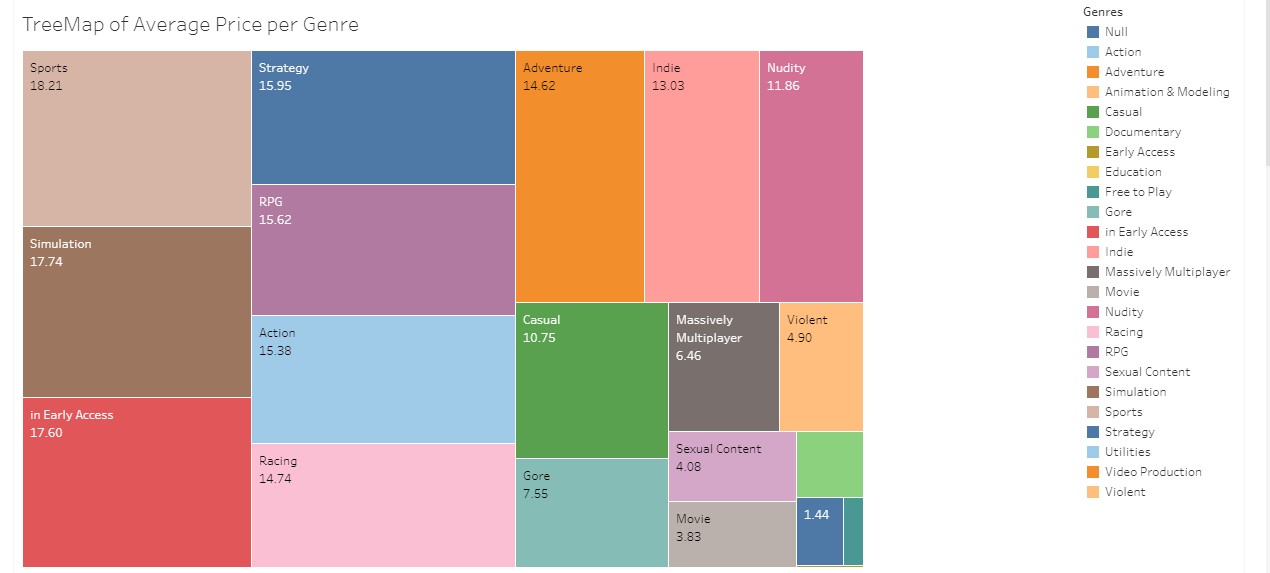 TreeMap of Average Price per Genre
Sports
18.21
Simulation
17.74
in Early Access
17.60
Strategy
15.95
RPG
15.62
Action
15.38
Racing
14.74
Adventure
14.62
Indie
13.03
Nudity
11.86
Casual
10.75
Gore
7.55
Massively
Multiplayer
6.46
Violent
4.90
Sexual Content
4.08
Movie
3.83
1.44
Genres
Null
Action
Adventure
Animation & Modeling
Casual
Documentary
Early Access
Education
Free to Play
Gore
in Early Access
Indie
Massively Multiplayer
Movie
Nudity
Racing
RPG
Sexual Content
Simulation
Sports
Strategy
Utilities
Video Production
Violent